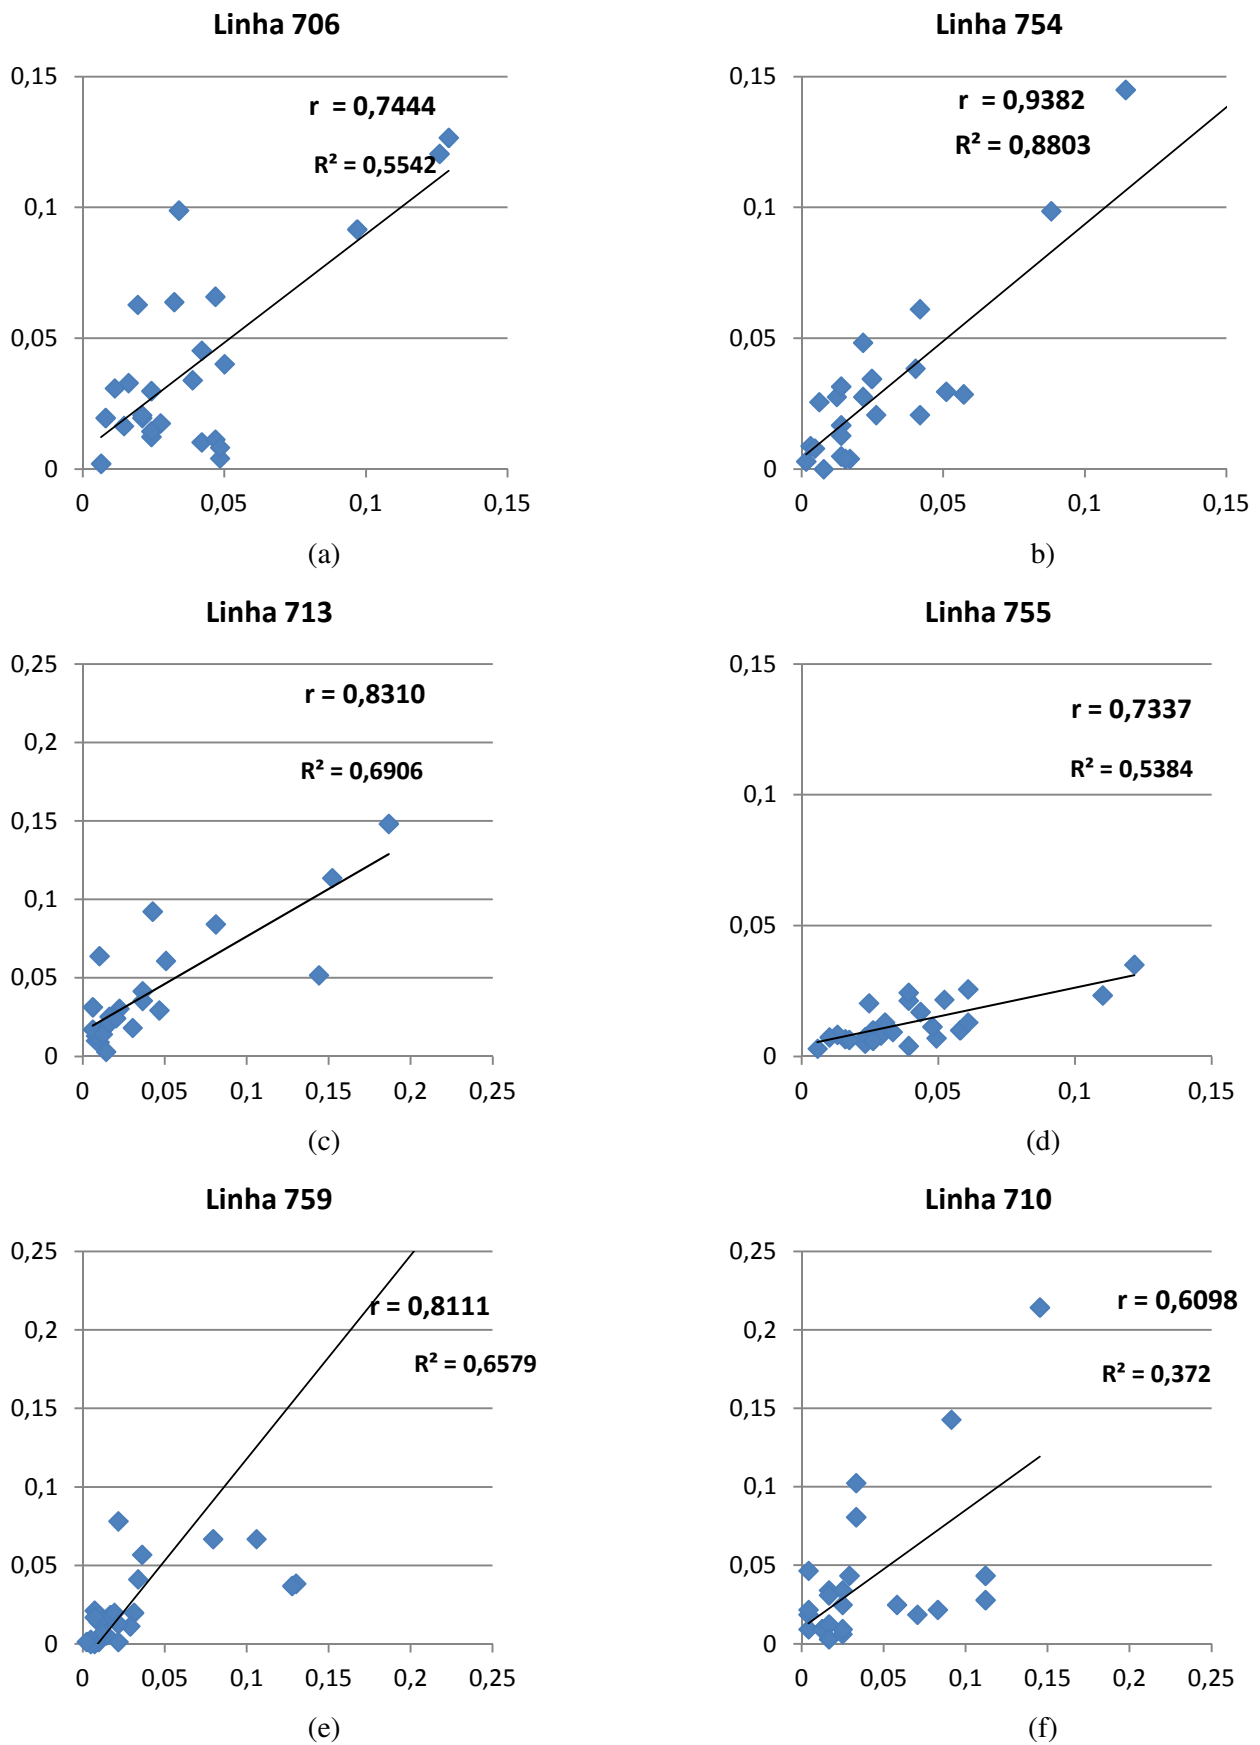 Linha 706
0,15
r = 0,7444
R² = 0,5542
0,1
0,05
0
0 0,05 0,1 0,15
(a)
Linha 754
0,15
r = 0,9382
R² = 0,8803
0,1
0,05
0
0 0,05 0,1 0,15
b)
Linha 713
0,25
r = 0,8310
0,2
R² = 0,6906
0,15
0,1
0,05
0
0 0,05 0,1 0,15 0,2 0,25
(c)
Linha 755
0,15
r = 0,7337
R² = 0,5384
0,1
0,05
0
0 0,05 0,1 0,15
(d)
Linha 759
0,25
r = 0,8111
0,2
R² = 0,6579
0,15
0,1
0,05
0
0 0,05 0,1 0,15 0,2 0,25
(e)
Linha 710
0,25
r = 0,6098
0,2
R² = 0,372
0,15
0,1
0,05
0
0 0,05 0,1 0,15 0,2 0,25
(f)